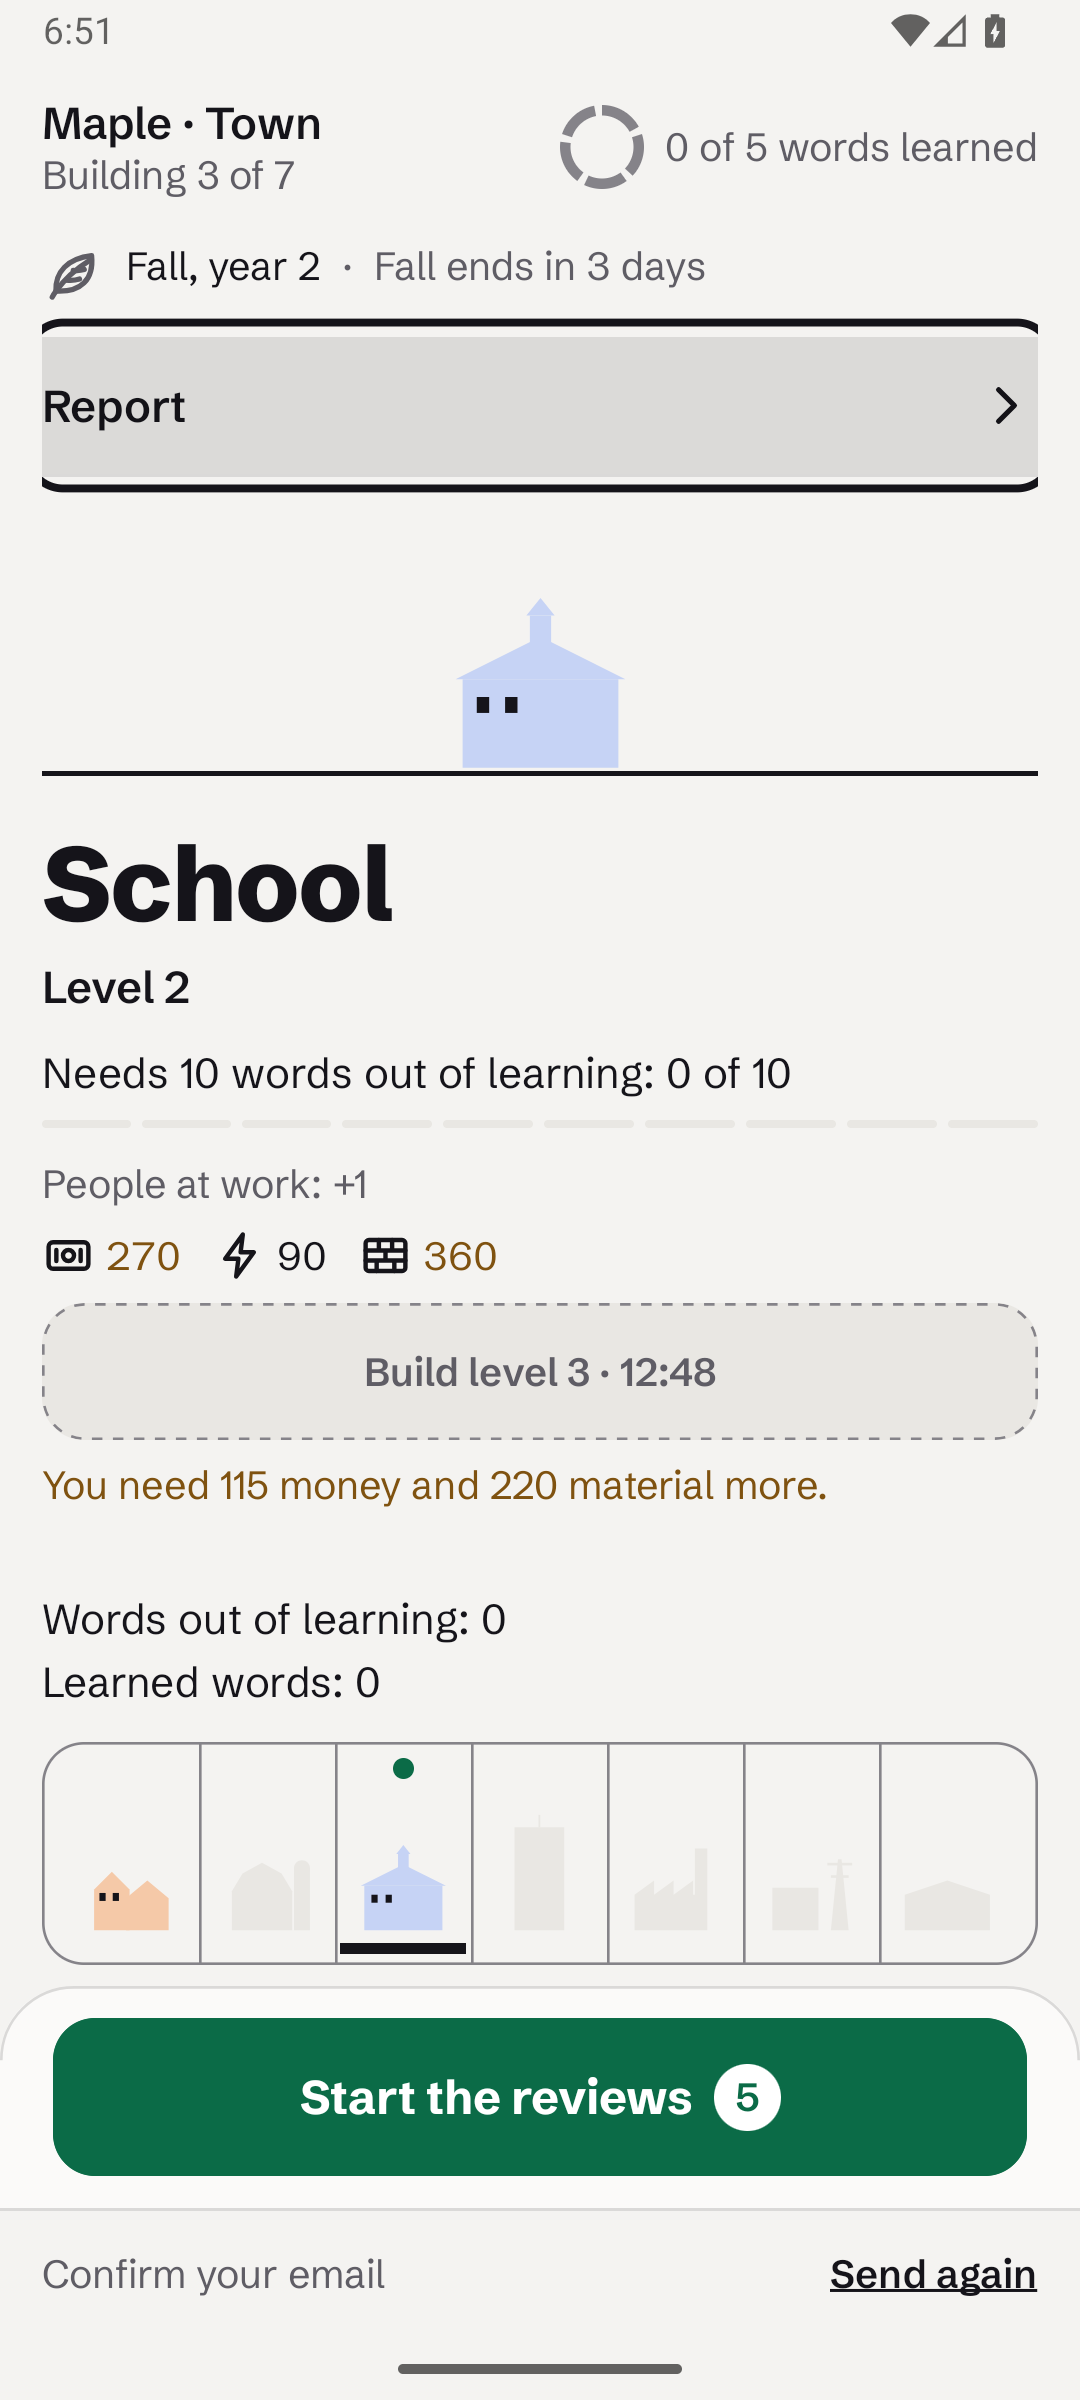 6:51
Maple · Town
Building 3 of 7
0 of 5 words learned
Fall, year 2 · Fall ends in 3 days
Report
School
Level 2
Needs 10 words out of learning: 0 of 10
People at work: +1
270 90 360
Build level 3 · 12:48
You need 115 money and 220 material more.
Words out of learning: 0
Learned words: 0
Start the reviews 5
Confirm your email
Send again